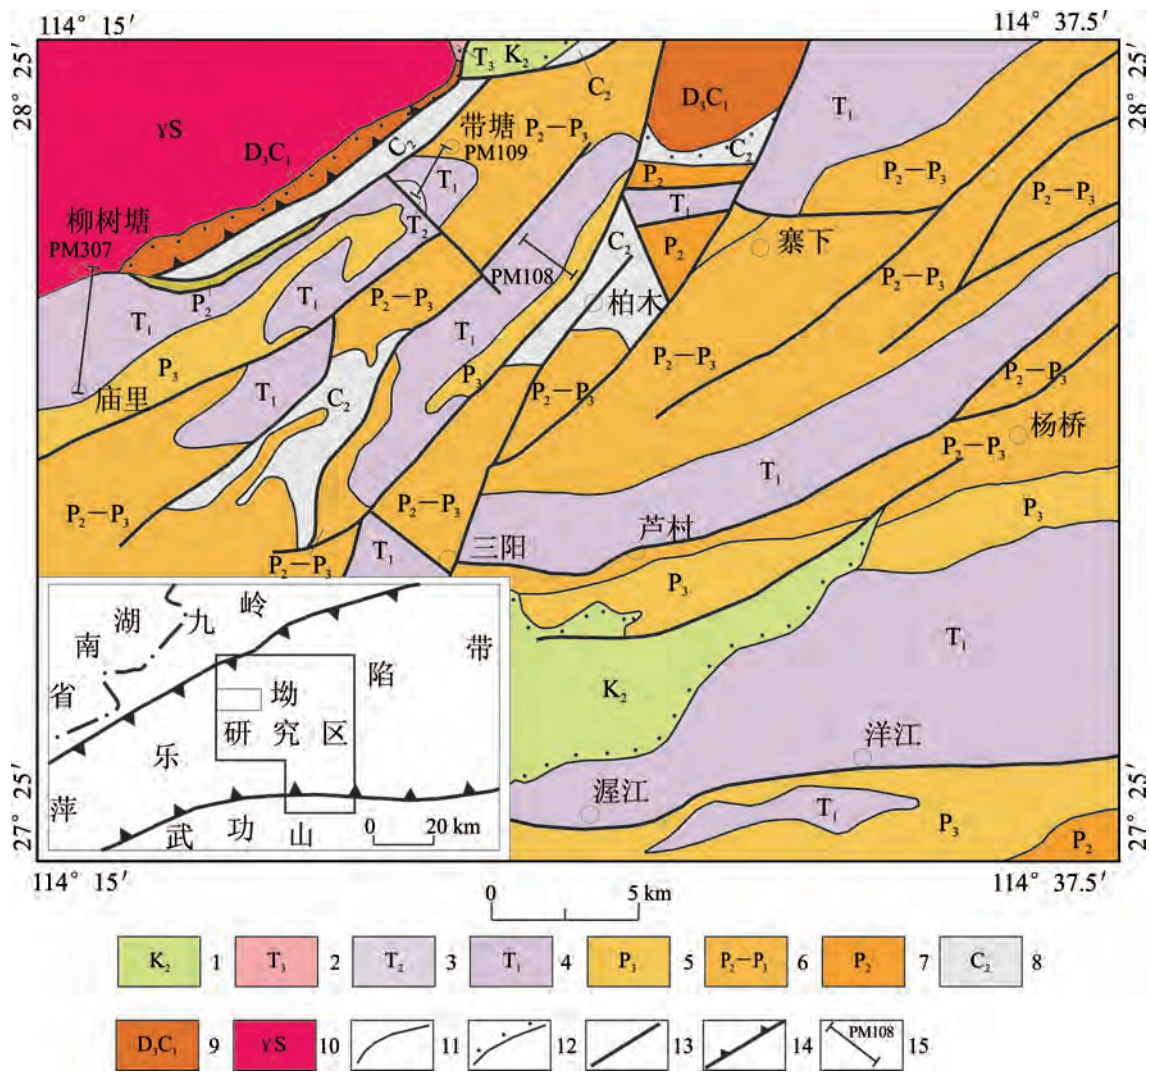 114° 15′
114° 37.5′
28° 25′
28° 25′
T₃
K₂
C₂
D₃C₁
T₁
γS
带塘
P₂—P₃
PM109
C₂
D₃C₁
C₂
T₁
P₂
P₂—P₃
P₂—P₃
柳树塘
T₁
T₂
C₂
P₂
寨下
PM307
PM108
P₂
T₁
T₁
P₂—P₃
柏木
P₂—P₃
T₁
P₃
P₂—P₃
庙里
T₁
C₂
P₃
P₂—P₃
P₂—P₃
杨桥
P₂—P₃
T₁
P₂—P₃
P₂—P₃
芦村
P₃
T₁
三阳
P₂—P₃
P₃
T₁
K₂
洋江
渥江
T₁
P₃
P₂
湖 九 岭
南
省
陷 带
坳
研 究 区
乐
萍
武 功 山
0 20 km
27° 25′
27° 25′
114° 15′
114° 37.5′
0 5 km
K₂ 1
T₃ 2
T₂ 3
T₁ 4
P₃ 5
P₂—P₃ 6
P₂ 7
C₂ 8
D₃C₁ 9
γS 10
11
12
13
14
PM108 15